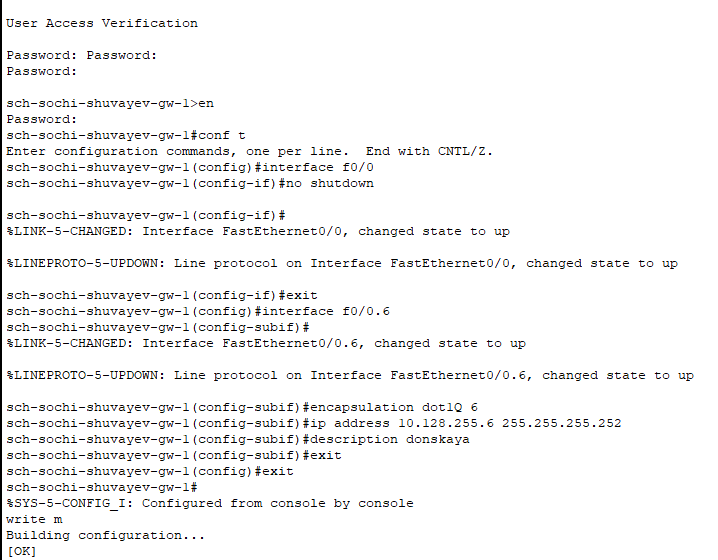 User Access Verification
Password: Password:
Password:
sch-sochi-shuvayev-gw-1>en
Password:
sch-sochi-shuvayev-gw-1#conf t
Enter configuration commands, one per line.  End with CNTL/Z.
sch-sochi-shuvayev-gw-1(config)#interface f0/0
sch-sochi-shuvayev-gw-1(config-if)#no shutdown
sch-sochi-shuvayev-gw-1(config-if)#
%LINK-5-CHANGED: Interface FastEthernet0/0, changed state to up
%LINEPROTO-5-UPDOWN: Line protocol on Interface FastEthernet0/0, changed state to up
sch-sochi-shuvayev-gw-1(config-if)#exit
sch-sochi-shuvayev-gw-1(config)#interface f0/0.6
sch-sochi-shuvayev-gw-1(config-subif)#
%LINK-5-CHANGED: Interface FastEthernet0/0.6, changed state to up
%LINEPROTO-5-UPDOWN: Line protocol on Interface FastEthernet0/0.6, changed state to up
sch-sochi-shuvayev-gw-1(config-subif)#encapsulation dot1Q 6
sch-sochi-shuvayev-gw-1(config-subif)#ip address 10.128.255.6 255.255.255.252
sch-sochi-shuvayev-gw-1(config-subif)#description donskaya
sch-sochi-shuvayev-gw-1(config-subif)#exit
sch-sochi-shuvayev-gw-1(config)#exit
sch-sochi-shuvayev-gw-1#
%SYS-5-CONFIG_I: Configured from console by console
write m
Building configuration...
[OK]